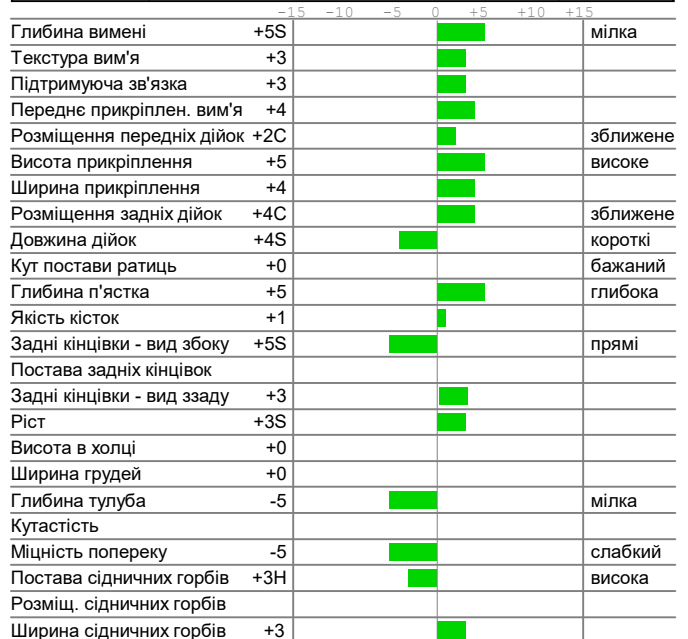 -15 -10 -5 0 +5 +10 +15
Глибина вимені +5S мілка
Текстура вим'я +3
Підтримуюча зв'язка +3
Переднє прикріплен. вим'я +4
Розміщення передніх дійок +2C зближене
Висота прикріплення +5 високе
Ширина прикріплення +4
Розміщення задніх дійок +4C зближене
Довжина дійок +4S короткі
Кут постави ратиць +0 бажаний
Глибина п'ястка +5 глибока
Якість кісток +1
Задні кінцівки - вид збоку +5S прямі
Постава задніх кінцівок
Задні кінцівки - вид ззаду +3
Ріст +3S
Висота в холці +0
Ширина грудей +0
Глибина тулуба -5 мілка
Кутастість
Міцність попереку -5 слабкий
Постава сідничних горбів +3H висока
Розміщ. сідничних горбів
Ширина сідничних горбів +3